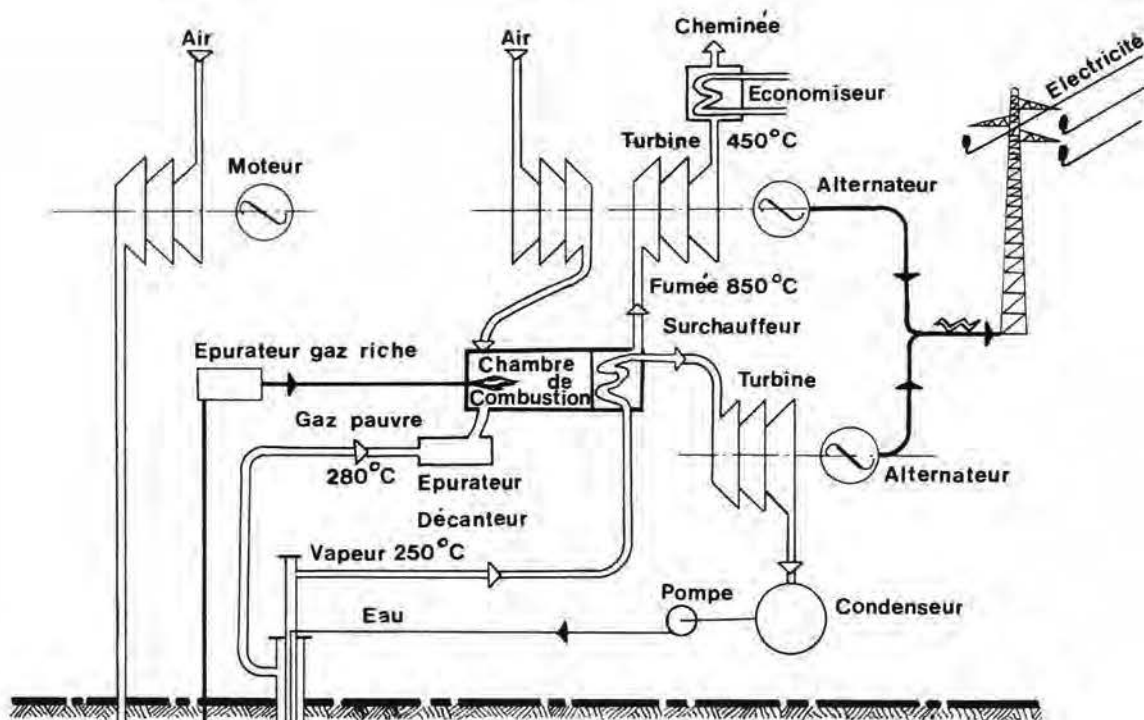 Cheminée
Air
Air
Electricité
Economiseur
Turbine
450°C
Moteur
Alternateur
Fumée 850°C
Surchauffeur
Epurateur gaz riche
Chambre
de
Combustion
Turbine
Gaz pauvre
280°C
Epurateur
Décanteur
Alternateur
Vapeur 250°C
Pompe
Condenseur
Eau